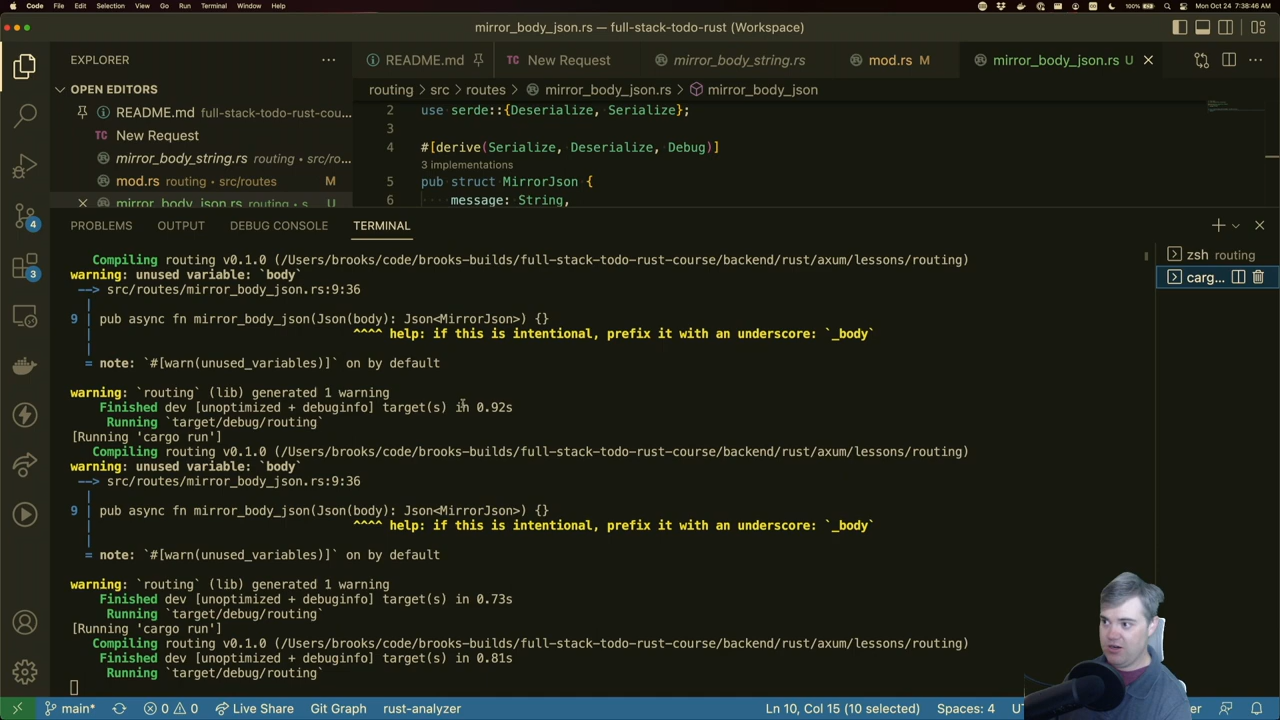 Code File Edit Selection View Go Run Terminal Window Help
100%
Mon Oct 24 7:38:46 AM
mirror_body_json.rs — full-stack-todo-rust (Workspace)
EXPLORER
README.md
New Request
mirror_body_string.rs
mod.rs M
mirror_body_json.rs U
OPEN EDITORS
routing > src > routes > mirror_body_json.rs > mirror_body_json
README.md full-stack-todo-rust-cou...
TC New Request
mirror_body_string.rs routing • src/ro...
mod.rs routing • src/routes M
mirror_body_json.rs routing • s... U
2 use serde::{Deserialize, Serialize};
3
4 #[derive(Serialize, Deserialize, Debug)]
3 implementations
5 pub struct MirrorJson {
6 message: String,
4
3
PROBLEMS OUTPUT DEBUG CONSOLE TERMINAL
zsh routing
carg...
Compiling routing v0.1.0 (/Users/brooks/code/brooks-builds/full-stack-todo-rust-course/backend/rust/axum/lessons/routing)
warning: unused variable: `body`
--> src/routes/mirror_body_json.rs:9:36
|
9 | pub async fn mirror_body_json(Json(body): Json<MirrorJson>) {}
| ^^^^ help: if this is intentional, prefix it with an underscore: `_body`
|
= note: `#[warn(unused_variables)]` on by default
warning: `routing` (lib) generated 1 warning
Finished dev [unoptimized + debuginfo] target(s) in 0.92s
Running `target/debug/routing`
[Running 'cargo run']
Compiling routing v0.1.0 (/Users/brooks/code/brooks-builds/full-stack-todo-rust-course/backend/rust/axum/lessons/routing)
warning: unused variable: `body`
--> src/routes/mirror_body_json.rs:9:36
|
9 | pub async fn mirror_body_json(Json(body): Json<MirrorJson>) {}
| ^^^^ help: if this is intentional, prefix it with an underscore: `_body`
|
= note: `#[warn(unused_variables)]` on by default
warning: `routing` (lib) generated 1 warning
Finished dev [unoptimized + debuginfo] target(s) in 0.73s
Running `target/debug/routing`
[Running 'cargo run']
Compiling routing v0.1.0 (/Users/brooks/code/brooks-builds/full-stack-todo-rust-course/backend/rust/axum/lessons/routing)
Finished dev [unoptimized + debuginfo] target(s) in 0.81s
Running `target/debug/routing`
main* 0 0 Live Share Git Graph rust-analyzer Ln 10, Col 15 (10 selected) Spaces: 4